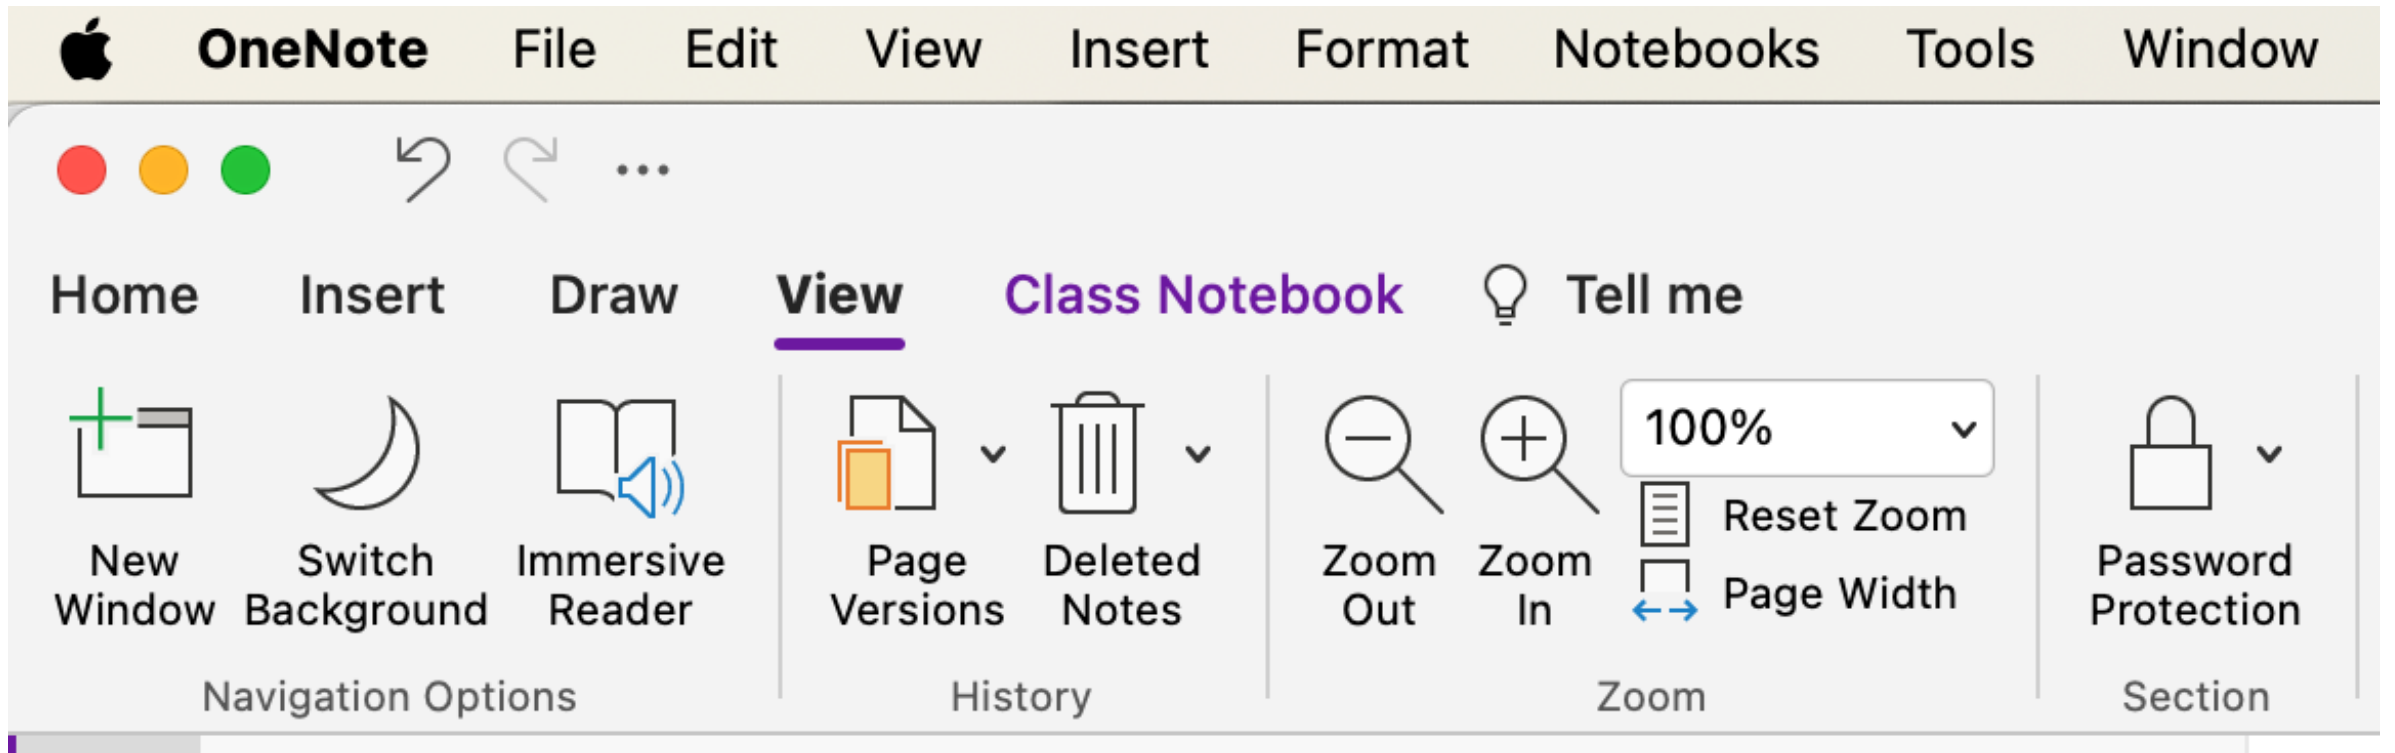 OneNote File Edit View Insert Format Notebooks Tools Window
Home Insert Draw View Class Notebook Tell me
New Window
Switch Background
Immersive Reader
Navigation Options
Page Versions
Deleted Notes
History
Zoom Out
Zoom In
100%
Reset Zoom
Page Width
Zoom
Password Protection
Section